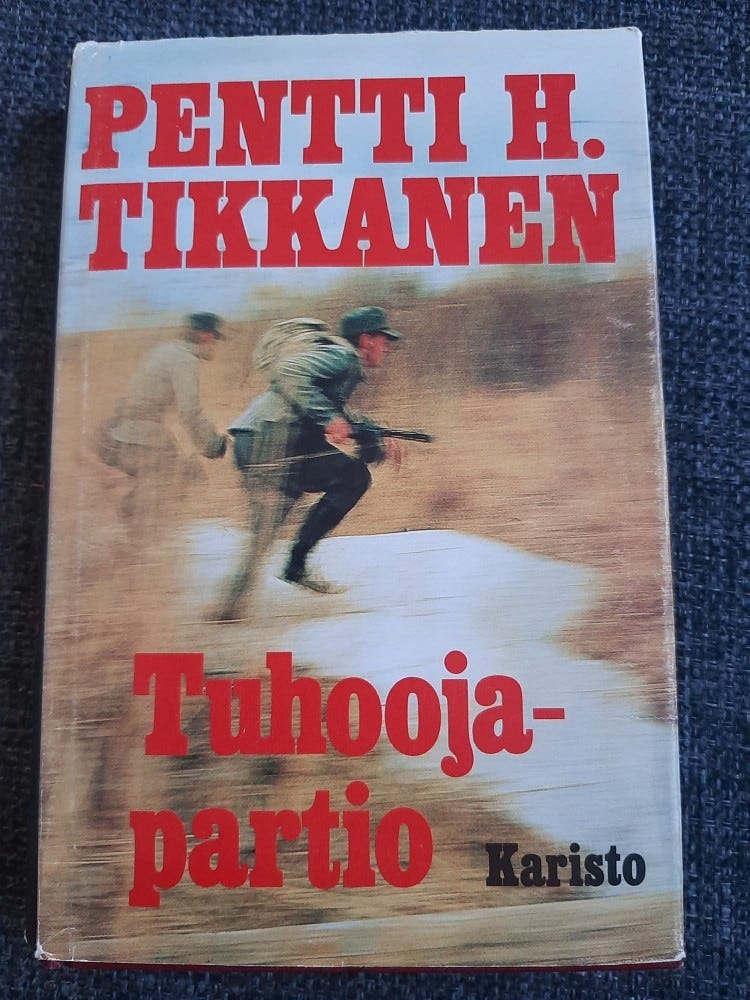 PENTTI H.
TIKKANEN
Tuhooja-
partio
Karisto